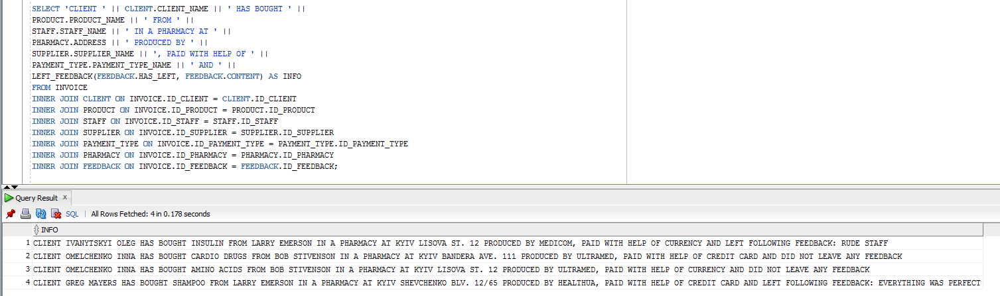 SELECT 'CLIENT ' || CLIENT.CLIENT_NAME || ' HAS BOUGHT ' ||
PRODUCT.PRODUCT_NAME || ' FROM ' ||
STAFF.STAFF_NAME || ' IN A PHARMACY AT ' ||
PHARMACY.ADDRESS || ' PRODUCED BY ' ||
SUPPLIER.SUPPLIER_NAME || ', PAID WITH HELP OF ' ||
PAYMENT_TYPE.PAYMENT_TYPE_NAME || ' AND ' ||
LEFT_FEEDBACK(FEEDBACK.HAS_LEFT, FEEDBACK.CONTENT) AS INFO
FROM INVOICE
INNER JOIN CLIENT ON INVOICE.ID_CLIENT = CLIENT.ID_CLIENT
INNER JOIN PRODUCT ON INVOICE.ID_PRODUCT = PRODUCT.ID_PRODUCT
INNER JOIN STAFF ON INVOICE.ID_STAFF = STAFF.ID_STAFF
INNER JOIN SUPPLIER ON INVOICE.ID_SUPPLIER = SUPPLIER.ID_SUPPLIER
INNER JOIN PAYMENT_TYPE ON INVOICE.ID_PAYMENT_TYPE = PAYMENT_TYPE.ID_PAYMENT_TYPE
INNER JOIN PHARMACY ON INVOICE.ID_PHARMACY = PHARMACY.ID_PHARMACY
INNER JOIN FEEDBACK ON INVOICE.ID_FEEDBACK = FEEDBACK.ID_FEEDBACK;
Query Result x
SQL | All Rows Fetched: 4 in 0.178 seconds
INFO
1 CLIENT IVANYTSKYI OLEG HAS BOUGHT INSULIN FROM LARRY EMERSON IN A PHARMACY AT KYIV LISOVA ST. 12 PRODUCED BY MEDICOM, PAID WITH HELP OF CURRENCY AND LEFT FOLLOWING FEEDBACK: RUDE STAFF
2 CLIENT OMELCHENKO INNA HAS BOUGHT CARDIO DRUGS FROM BOB STIVENSON IN A PHARMACY AT KYIV BANDERA AVE. 111 PRODUCED BY ULTRAMED, PAID WITH HELP OF CREDIT CARD AND DID NOT LEAVE ANY FEEDBACK
3 CLIENT OMELCHENKO INNA HAS BOUGHT AMINO ACIDS FROM BOB STIVENSON IN A PHARMACY AT KYIV LISOVA ST. 12 PRODUCED BY ULTRAMED, PAID WITH HELP OF CURRENCY AND DID NOT LEAVE ANY FEEDBACK
4 CLIENT GREG MAYERS HAS BOUGHT SHAMPOO FROM LARRY EMERSON IN A PHARMACY AT KYIV SHEVCHENKO BLV. 12/65 PRODUCED BY HEALTHUA, PAID WITH HELP OF CREDIT CARD AND LEFT FOLLOWING FEEDBACK: EVERYTHING WAS PERFECT